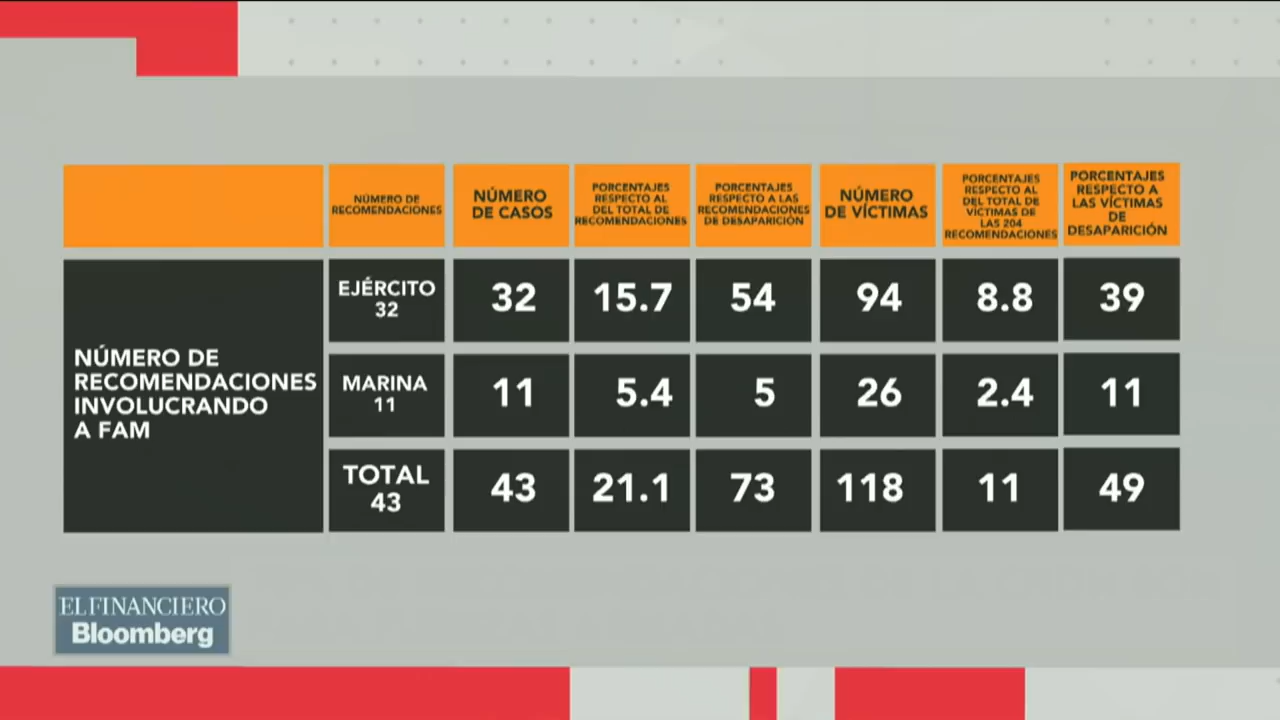 NÚMERO DE
RECOMENDACIONES
NÚMERO
DE CASOS
PORCENTAJES
RESPECTO AL
DEL TOTAL DE
RECOMENDACIONES
PORCENTAJES
RESPECTO A LAS
RECOMENDACIONES
DE DESAPARICIÓN
NÚMERO
DE VÍCTIMAS
PORCENTAJES
RESPECTO AL
DEL TOTAL DE
VÍCTIMAS DE
LAS 204
RECOMENDACIONES
PORCENTAJES
RESPECTO A
LAS VÍCTIMAS
DE
DESAPARICIÓN
NÚMERO DE
RECOMENDACIONES
INVOLUCRANDO
A FAM
EJÉRCITO
32
32
15.7
54
94
8.8
39
MARINA
11
11
5.4
5
26
2.4
11
TOTAL
43
43
21.1
73
118
11
49
EL FINANCIERO
Bloomberg